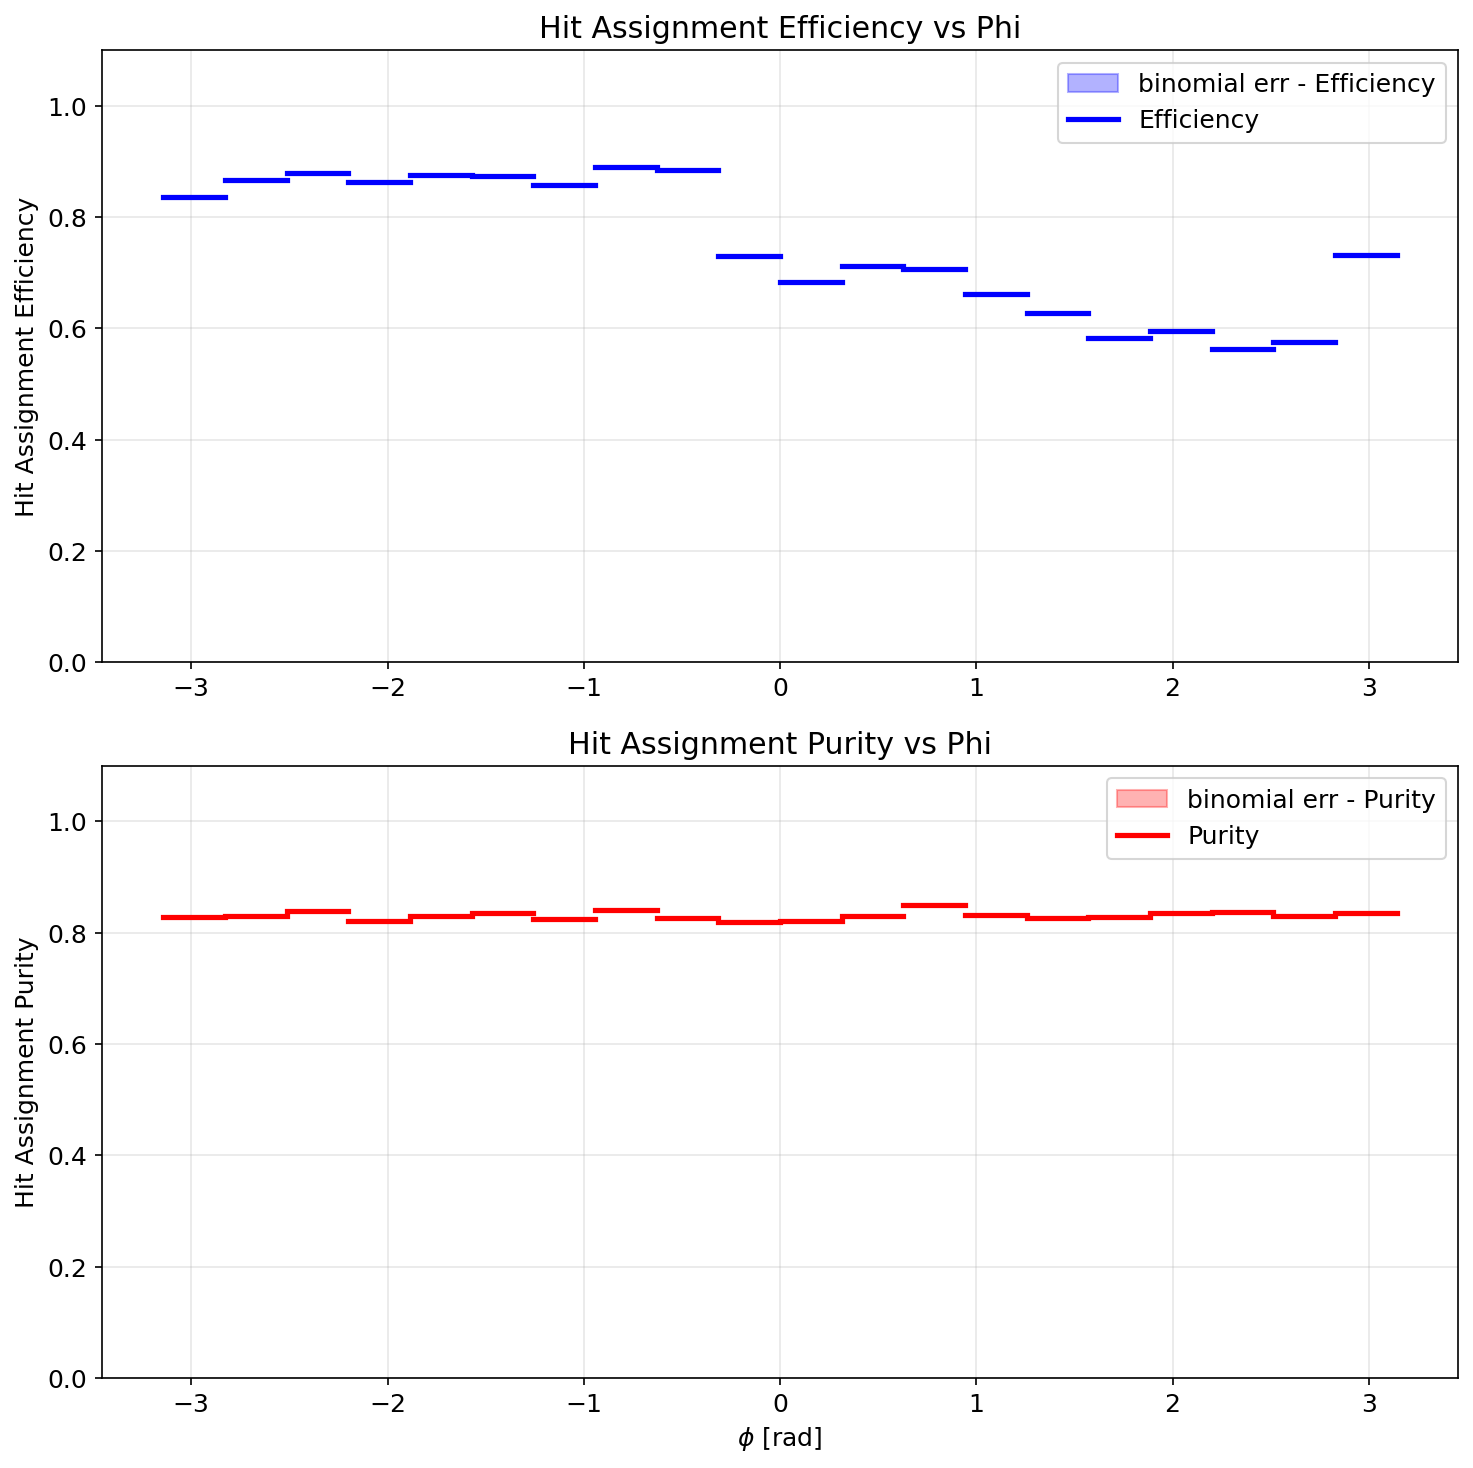 Hit Assignment Efficiency vs Phi
Hit Assignment Efficiency
1.0
0.8
0.6
0.4
0.2
0.0
binomial err - Efficiency
Efficiency
−3
−2
−1
0
1
2
3
Hit Assignment Purity vs Phi
Hit Assignment Purity
1.0
0.8
0.6
0.4
0.2
0.0
binomial err - Purity
Purity
−3
−2
−1
0
1
2
3
ϕ [rad]